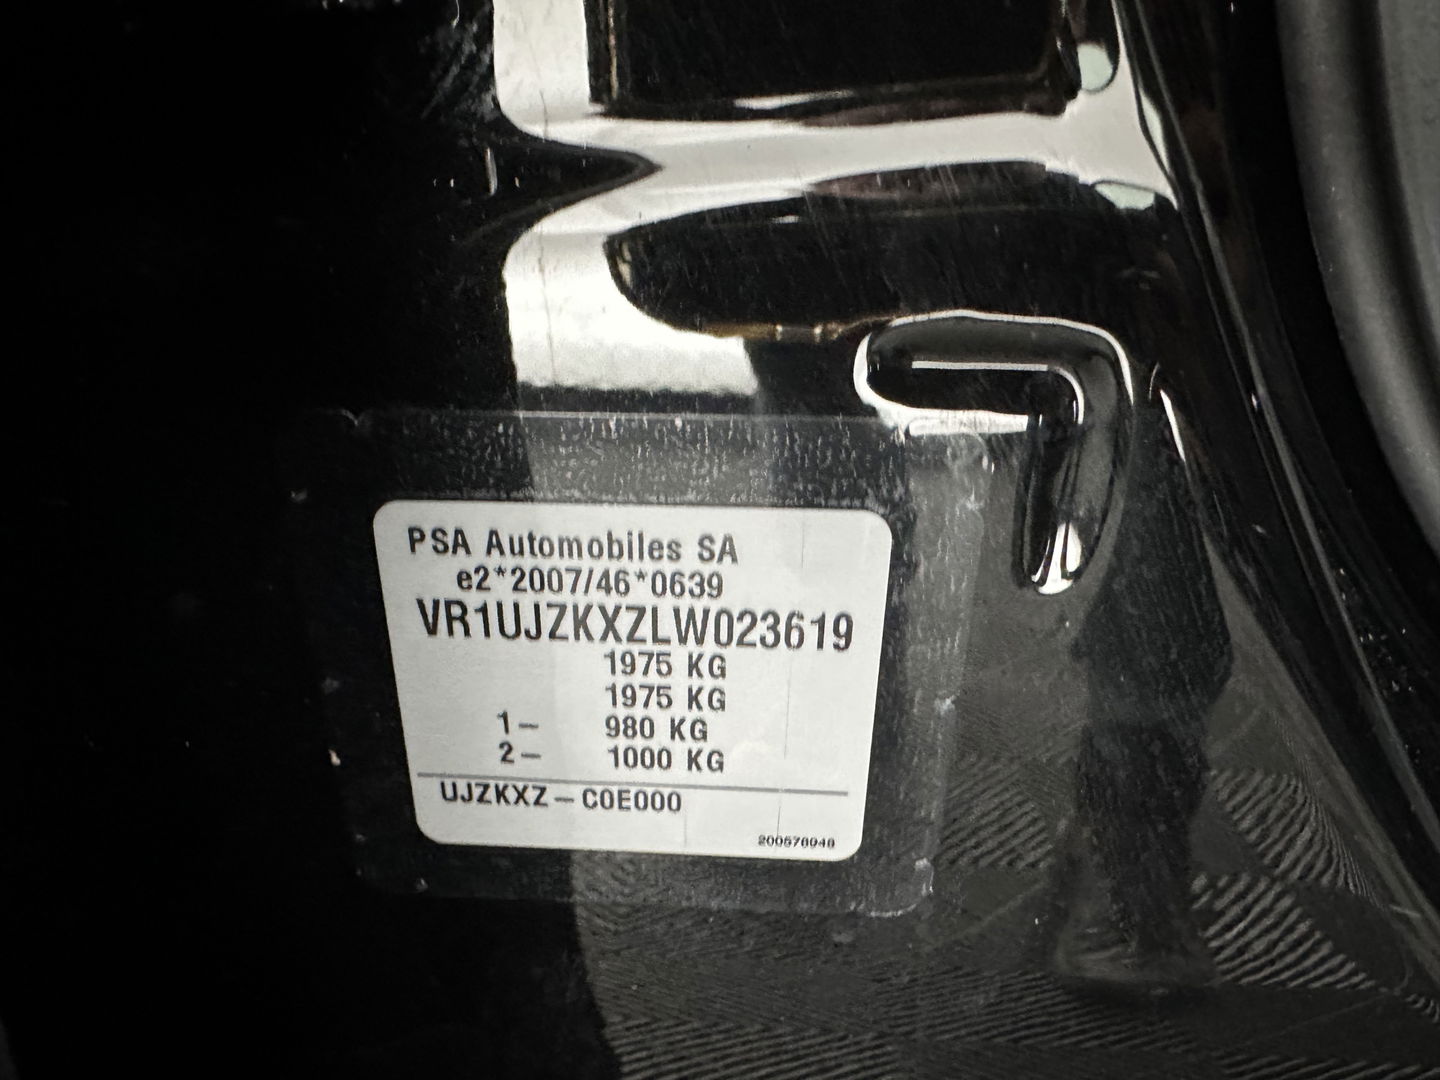 PSA Automobiles SA
e2*2007/46*0639
VR1UJZKXZLW023619
1975 KG
1975 KG
1– 980 KG
2– 1000 KG
UJZKXZ – C0E000